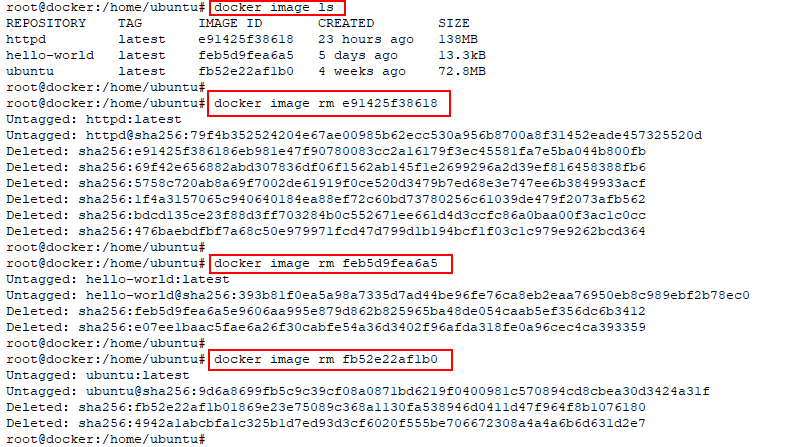 root@docker:/home/ubuntu# docker image ls
REPOSITORY    TAG       IMAGE ID       CREATED        SIZE
httpd         latest    e91425f38618   23 hours ago   138MB
hello-world   latest    feb5d9fea6a5   5 days ago     13.3kB
ubuntu        latest    fb52e22af1b0   4 weeks ago    72.8MB
root@docker:/home/ubuntu#
root@docker:/home/ubuntu# docker image rm e91425f38618
Untagged: httpd:latest
Untagged: httpd@sha256:79f4b352524204e67ae00985b62ecc530a956b8700a8f31452eade457325520d
Deleted: sha256:e91425f386186eb981e47f90780083cc2a16179f3ec45581fa7e5ba044b800fb
Deleted: sha256:69f42e656882abd307836df06f1562ab145f1e2699296a2d39ef816458388fb6
Deleted: sha256:5758c720ab8a69f7002de61919f0ce520d3479b7ed68e3e747ee6b3849933acf
Deleted: sha256:1f4a3157065c940640184ea88ef72c60bd73780256c61039de479f2073afb562
Deleted: sha256:bdcd135ce23f88d3ff703284b0c552671ee661d4d3ccfc86a0baa00f3ac1c0cc
Deleted: sha256:476baebdfbf7a68c50e979971fcd47d799d1b194bcf1f03c1c979e9262bcd364
root@docker:/home/ubuntu#
root@docker:/home/ubuntu# docker image rm feb5d9fea6a5
Untagged: hello-world:latest
Untagged: hello-world@sha256:393b81f0ea5a98a7335d7ad44be96fe76ca8eb2eaa76950eb8c989ebf2b78ec0
Deleted: sha256:feb5d9fea6a5e9606aa995e879d862b825965ba48de054caab5ef356dc6b3412
Deleted: sha256:e07ee1baac5fae6a26f30cabfe54a36d3402f96afda318fe0a96cec4ca393359
root@docker:/home/ubuntu#
root@docker:/home/ubuntu# docker image rm fb52e22af1b0
Untagged: ubuntu:latest
Untagged: ubuntu@sha256:9d6a8699fb5c9c39cf08a0871bd6219f0400981c570894cd8cbea30d3424a31f
Deleted: sha256:fb52e22af1b01869e23e75089c368a1130fa538946d0411d47f964f8b1076180
Deleted: sha256:4942a1abcbfa1c325b1d7ed93d3cf6020f555be706672308a4a4a6b6d631d2e7
root@docker:/home/ubuntu#